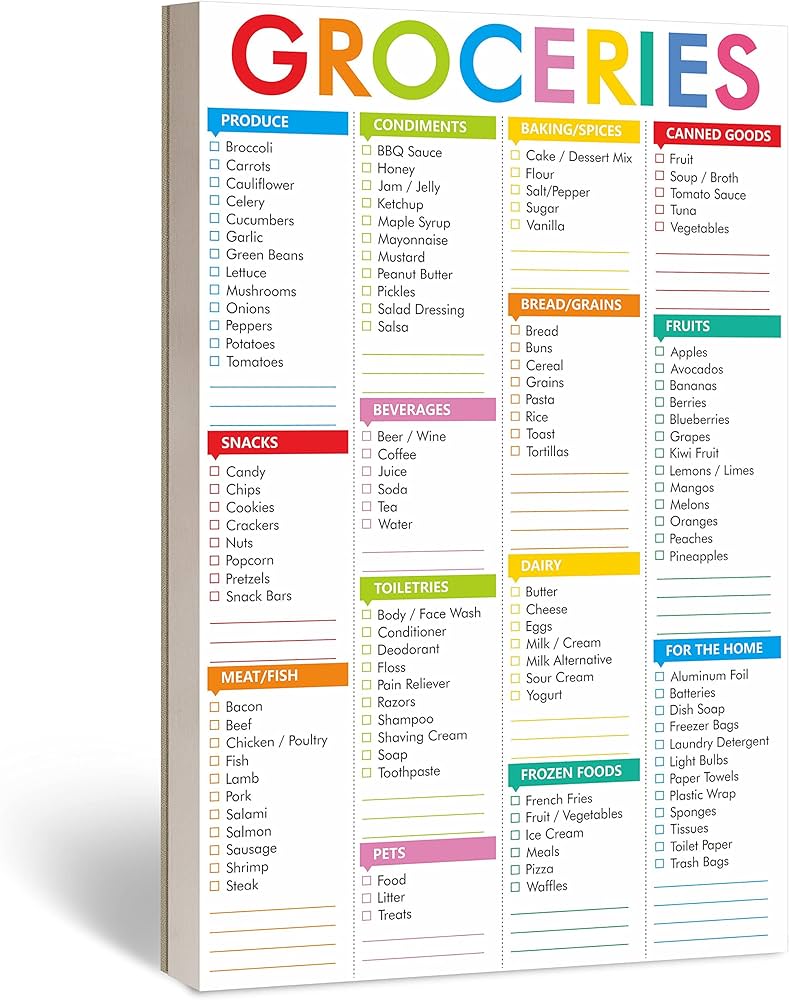 GROCERIES
PRODUCE
Broccoli
Carrots
Cauliflower
Celery
Cucumbers
Garlic
Green Beans
Lettuce
Mushrooms
Onions
Peppers
Potatoes
Tomatoes
SNACKS
Candy
Chips
Cookies
Crackers
Nuts
Popcorn
Pretzels
Snack Bars
MEAT/FISH
Bacon
Beef
Chicken / Poultry
Fish
Lamb
Pork
Salami
Salmon
Sausage
Shrimp
Steak
CONDIMENTS
BBQ Sauce
Honey
Jam / Jelly
Ketchup
Maple Syrup
Mayonnaise
Mustard
Peanut Butter
Pickles
Salad Dressing
Salsa
BEVERAGES
Beer / Wine
Coffee
Juice
Soda
Tea
Water
TOILETRIES
Body / Face Wash
Conditioner
Deodorant
Floss
Pain Reliever
Razors
Shampoo
Shaving Cream
Soap
Toothpaste
PETS
Food
Litter
Treats
BAKING/SPICES
Cake / Dessert Mix
Flour
Salt/Pepper
Sugar
Vanilla
BREAD/GRAINS
Bread
Buns
Cereal
Grains
Pasta
Rice
Toast
Tortillas
DAIRY
Butter
Cheese
Eggs
Milk / Cream
Milk Alternative
Sour Cream
Yogurt
FROZEN FOODS
French Fries
Fruit / Vegetables
Ice Cream
Meals
Pizza
Waffles
CANNED GOODS
Fruit
Soup / Broth
Tomato Sauce
Tuna
Vegetables
FRUITS
Apples
Avocados
Bananas
Berries
Blueberries
Grapes
Kiwi Fruit
Lemons / Limes
Mangos
Melons
Oranges
Peaches
Pineapples
FOR THE HOME
Aluminum Foil
Batteries
Dish Soap
Freezer Bags
Laundry Detergent
Light Bulbs
Paper Towels
Plastic Wrap
Sponges
Tissues
Toilet Paper
Trash Bags